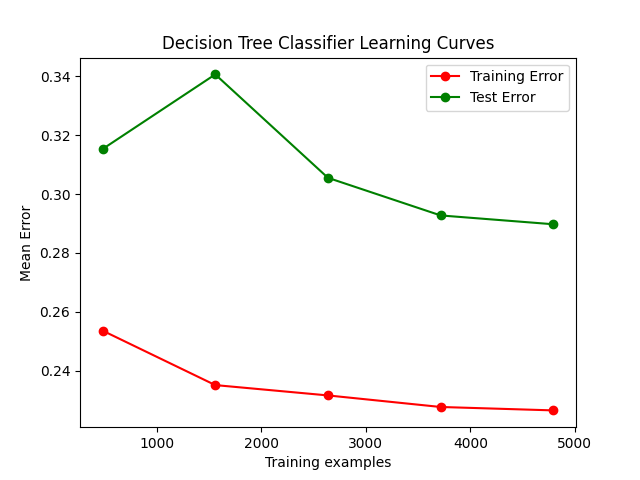 Decision Tree Classifier Learning Curves
Training Error
Test Error
0.34
0.32
0.30
0.28
0.26
0.24
Mean Error
1000
2000
3000
4000
5000
Training examples